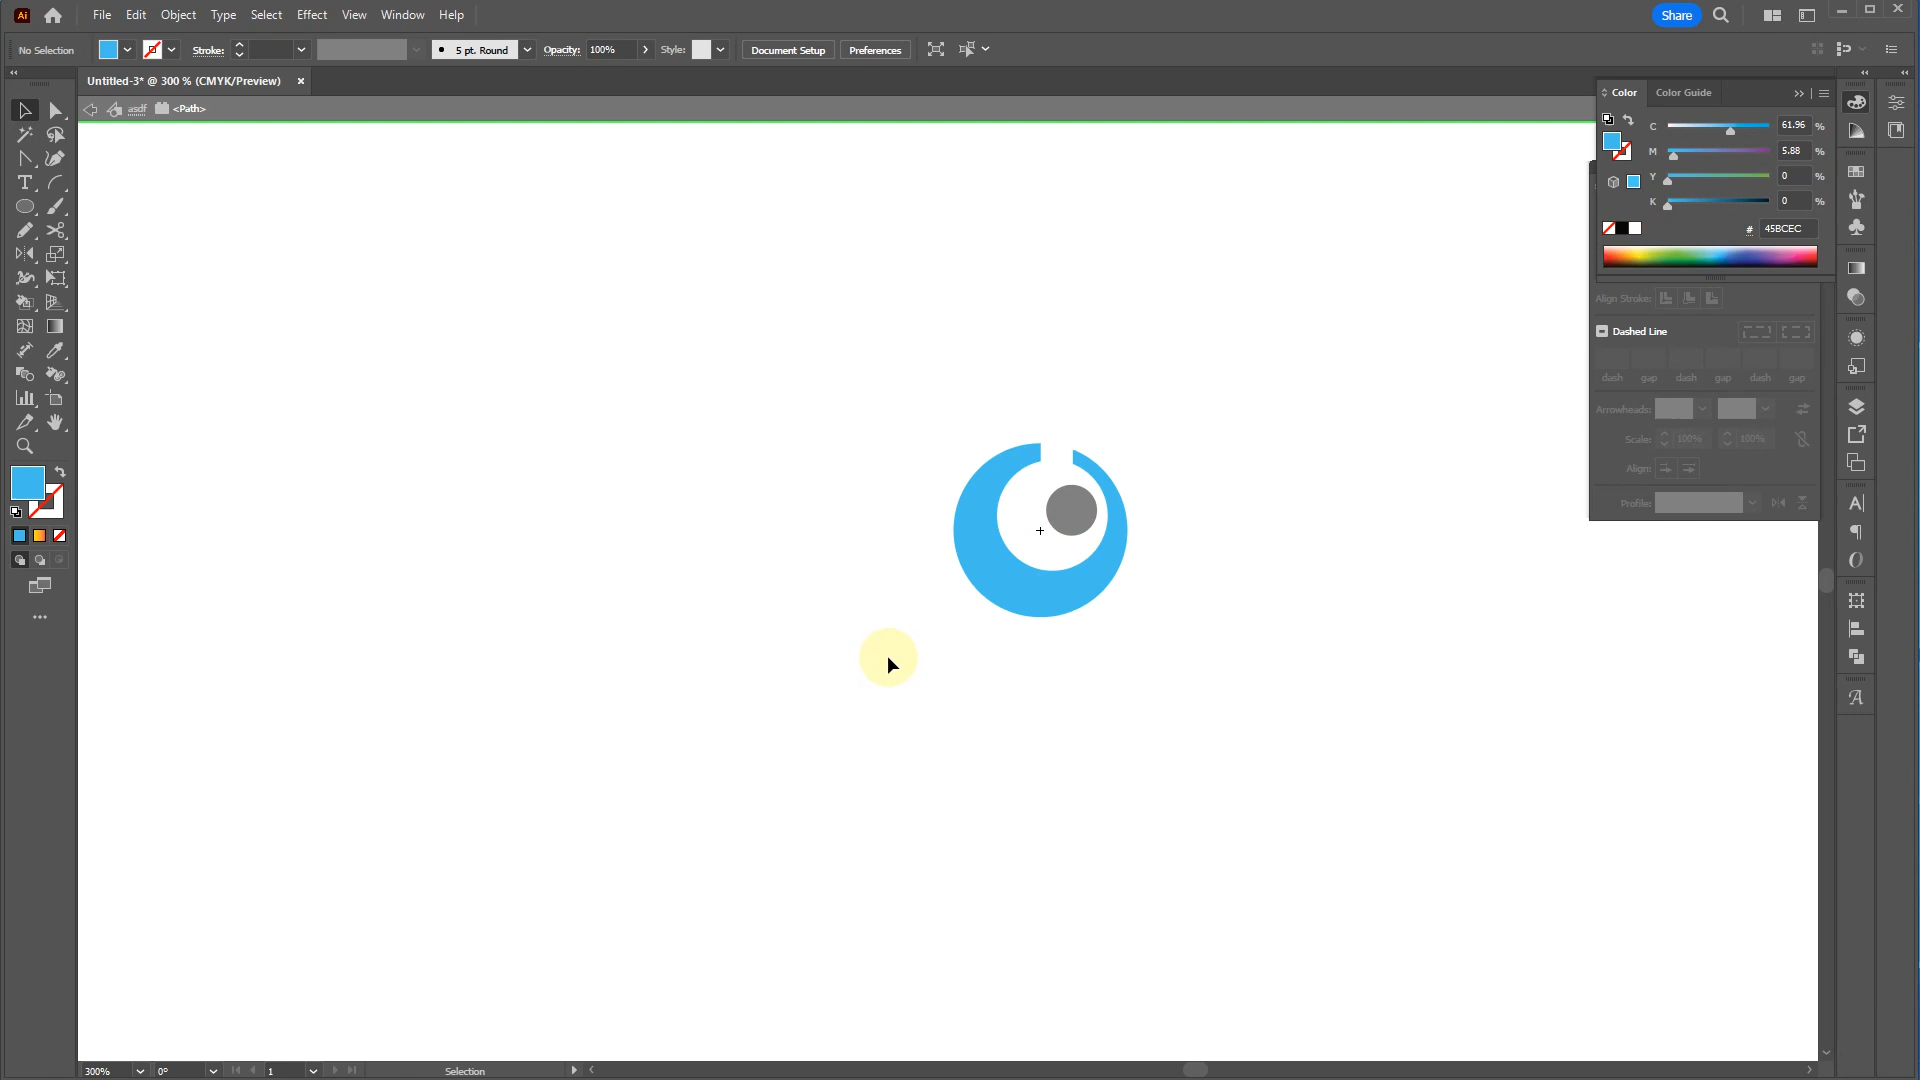 Ai File Edit Object Type Select Effect View Window Help Share
No Selection Stroke: 5 pt. Round Opacity: 100% Style: Document Setup Preferences
Untitled-3* @ 300 % (CMYK/Preview)
asdf <Path>
Color Color Guide
C 61.96 %
M 5.88 %
Y 0 %
K 0 %
# 45BCEC
Align Stroke:
Dashed Line
dash gap dash gap dash gap
Arrowheads:
Scale: 100% 100%
Align:
Profile:
300% 0° 1 Selection